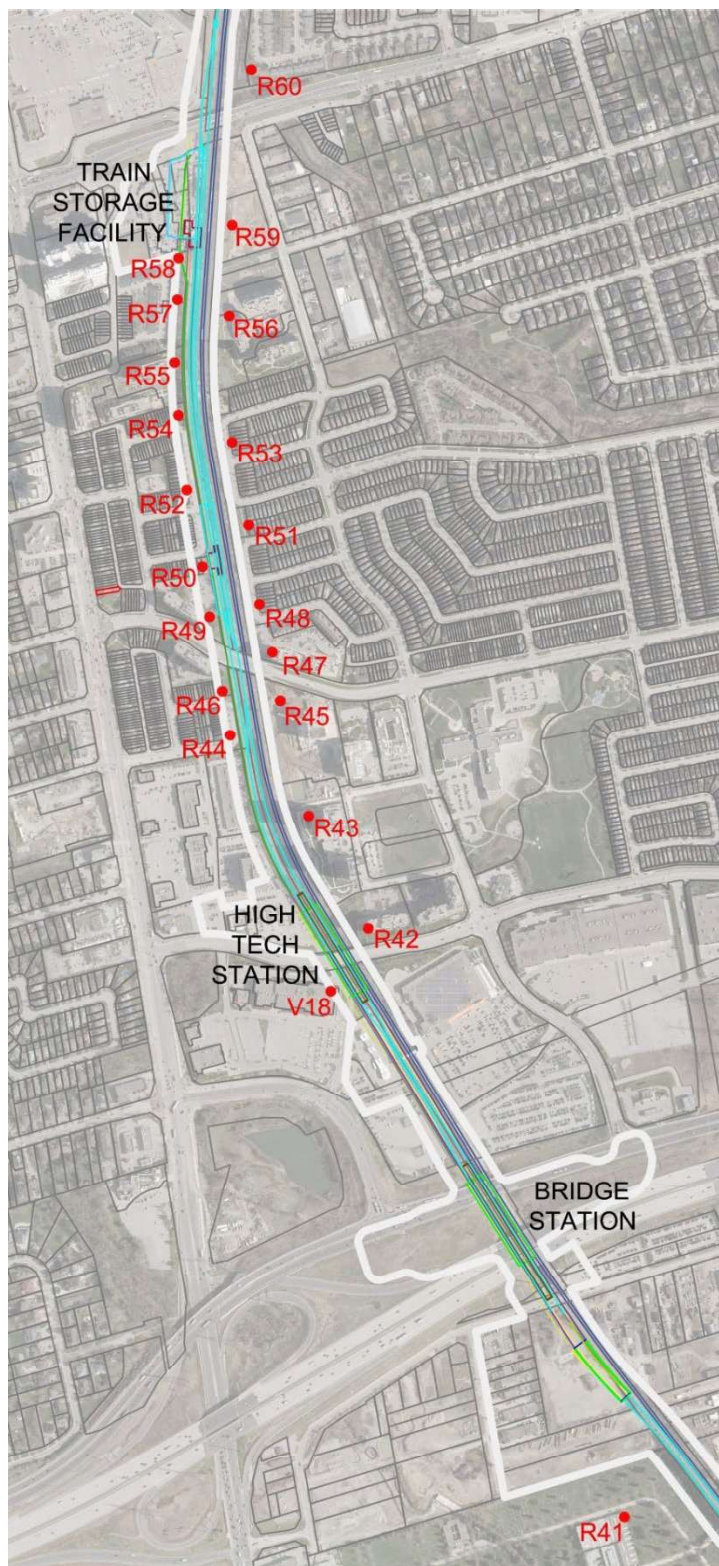 R60
TRAIN
STORAGE
FACILITY
R59
R58
R57
R56
R55
R54
R53
R52
R51
R50
R48
R49
R47
R46
R45
R44
R43
HIGH
TECH
STATION
R42
V18
BRIDGE
STATION
R41